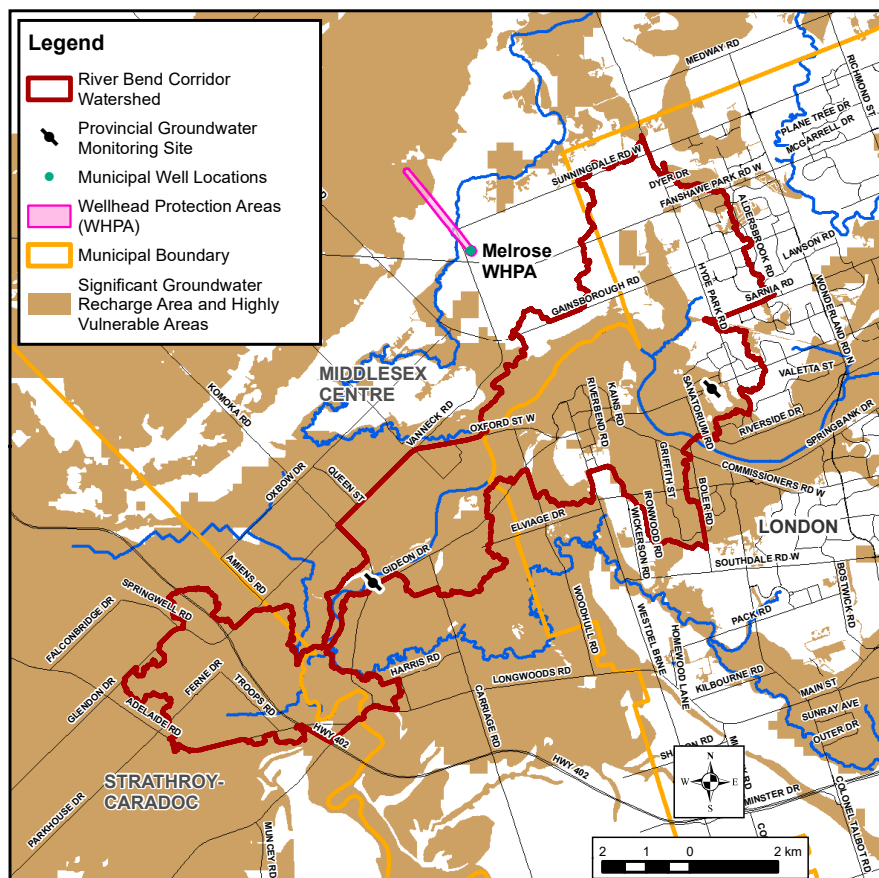 Legend
River Bend Corridor
Watershed
Provincial Groundwater
Monitoring Site
Municipal Well Locations
Wellhead Protection Areas
(WHPA)
Municipal Boundary
Significant Groundwater
Recharge Area and Highly
Vulnerable Areas
MEDWAY RD
RICHMOND ST
PLANE TREE DR
MCGARRELL DR
SUNNINGDALE RD W
DYER DR
FANSHAWE PARK RD W
ALDERSBROOK RD
LAWSON RD
Melrose
WHPA
GAINSBOROUGH RD
HYDE PARK RD
SARNIA RD
WONDERLAND RD N
MIDDLESEX
CENTRE
VALETTA ST
KOMOKA RD
VANNECK RD
OXFORD ST W
RIVERBEND RD
KAINS RD
SANATORIUM RD
RIVERSIDE DR
SPRINGBANK DR
OXBOW DR
QUEEN ST
GRIFFITH ST
COMMISSIONERS RD W
BOLER RD
ELVIAGE DR
IRONWOOD RD
WICKERSON RD
LONDON
GIDEON DR
SOUTHDALE RD W
AMIENS RD
BOSTWICK RD
SPRINGWELL RD
FALCONBRIDGE DR
WOODHULL RD
WESTDEL BRNE
HOMEWOOD LANE
PACK RD
HARRIS RD
LONGWOODS RD
KILBOURNE RD
GLENDON DR
FERNE DR
ADELAIDE RD
TROOPS RD
CARRIAGE RD
MAIN ST
SUNRAY AVE
OUTER DR
HWY 402
HWY 402
STRATHROY-
CARADOC
PARKHOUSE DR
MUNCEY RD
COLONEL TALBOT RD
N
W E
S
2 1 0 2 km